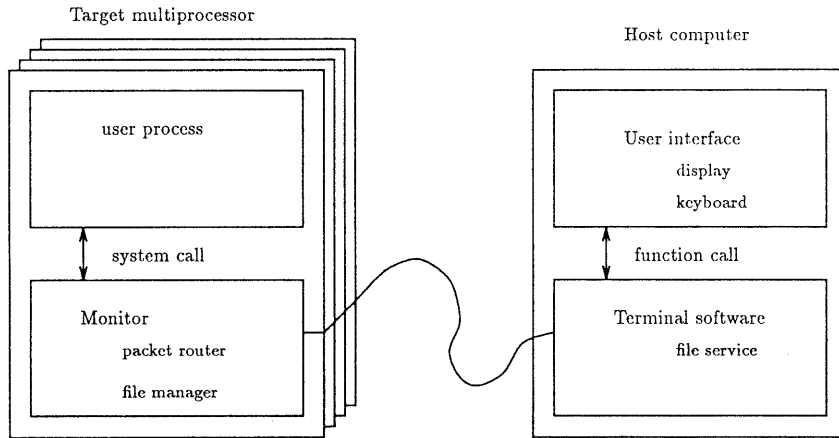 Target multiprocessor
user process
system call
Monitor
packet router
file manager
Host computer
User interface
display
keyboard
function call
Terminal software
file service